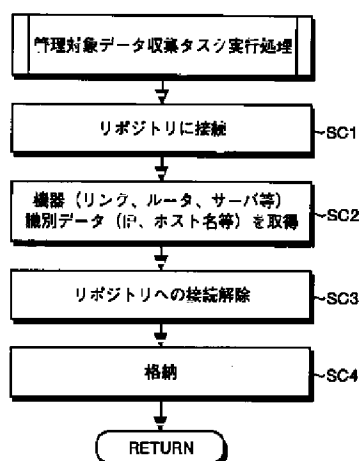 管理対象データ収集タスク実行処理
リポジトリに接続
~SC1
機器（リンク、ルータ、サーバ等）
識別データ（IP、ホスト名等）を取得
~SC2
リポジトリへの接続解除
~SC3
格納
~SC4
RETURN